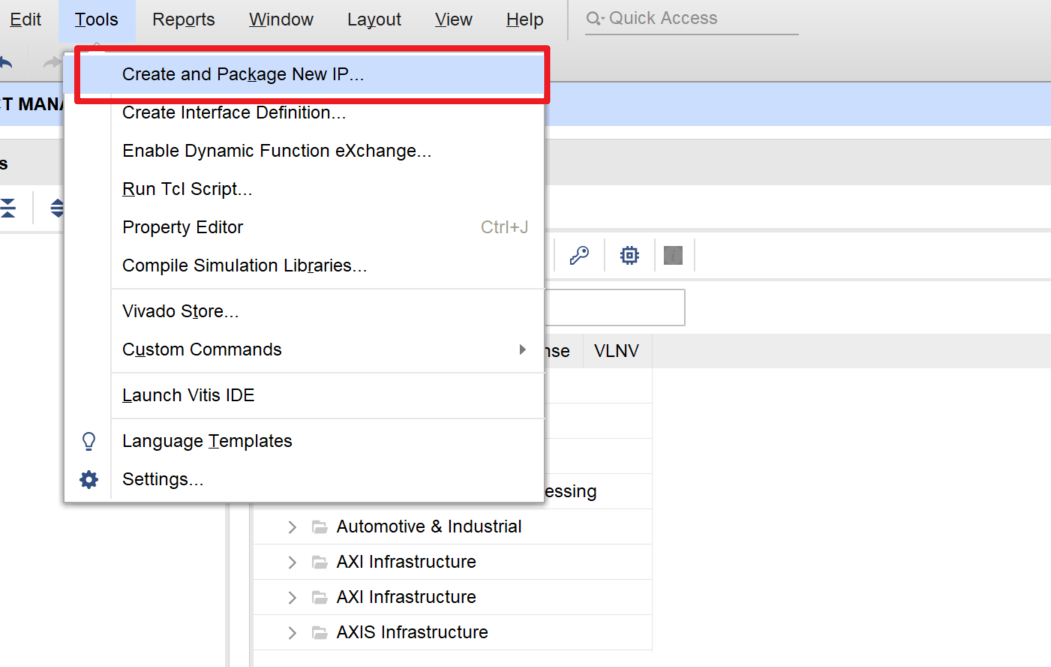 Edit Tools Reports Window Layout View Help Quick Access
Create and Package New IP...
CT MANA
Create Interface Definition...
Enable Dynamic Function eXchange...
s
Run Tcl Script...
Property Editor Ctrl+J
Compile Simulation Libraries...
Vivado Store...
Custom Commands
nse VLNV
Launch Vitis IDE
Language Templates
Settings...
essing
Automotive & Industrial
AXI Infrastructure
AXI Infrastructure
AXIS Infrastructure